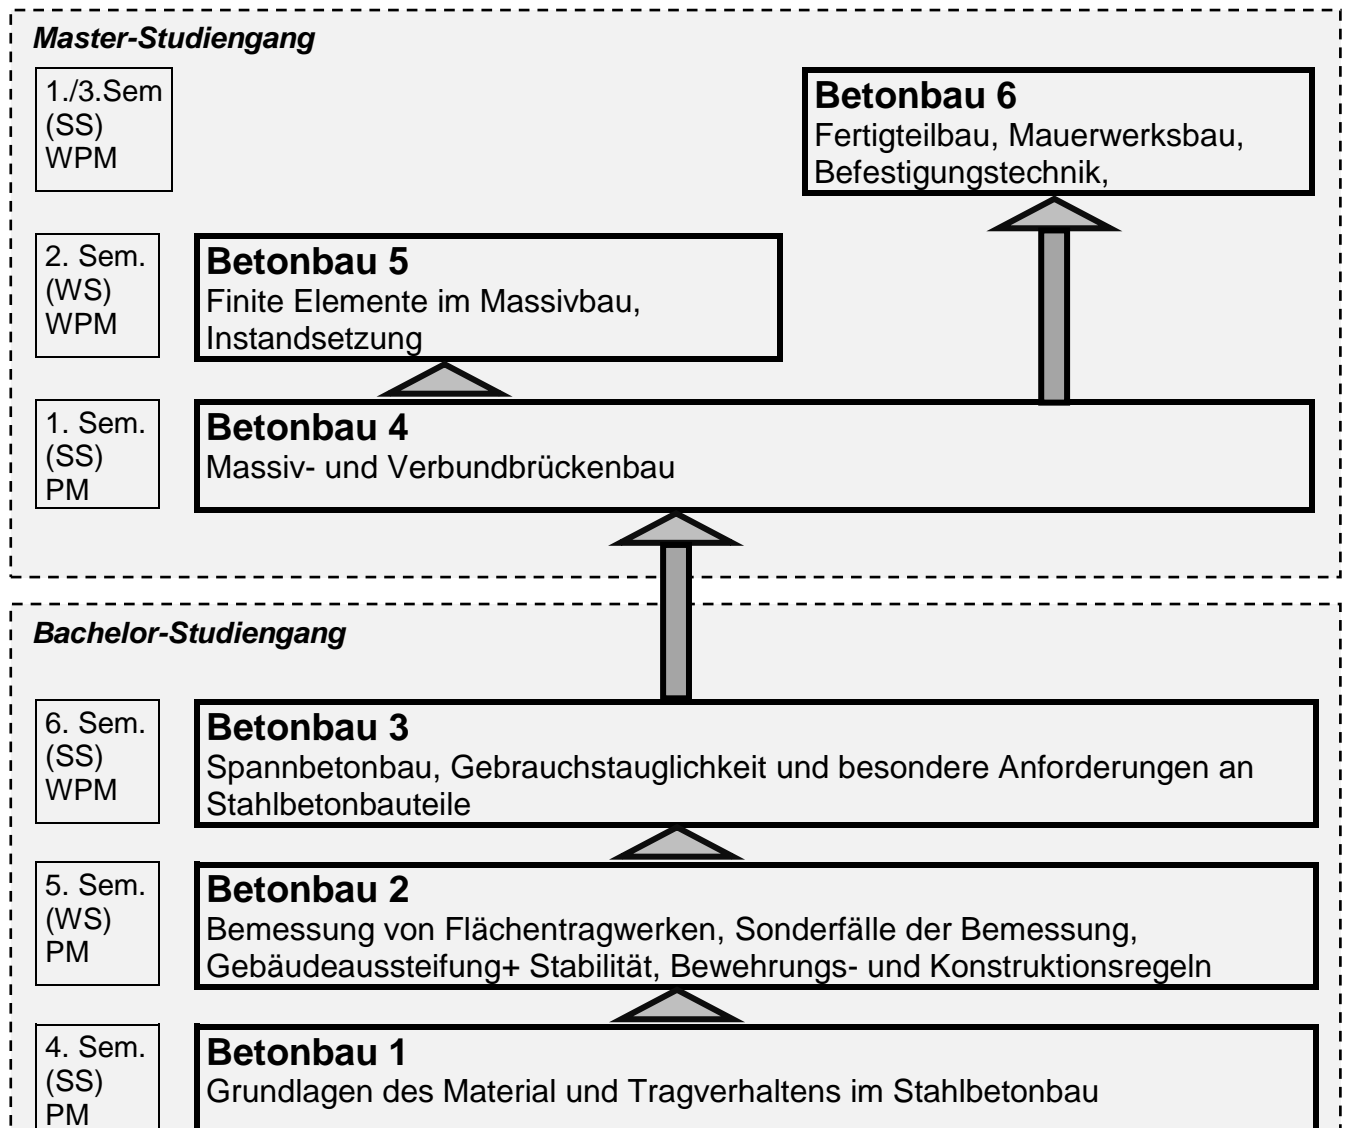 Master-Studiengang
1./3.Sem
(SS)
WPM
Betonbau 6
Fertigteilbau, Mauerwerksbau,
Befestigungstechnik,
2. Sem.
(WS)
WPM
Betonbau 5
Finite Elemente im Massivbau,
Instandsetzung
1. Sem.
(SS)
PM
Betonbau 4
Massiv- und Verbundbrückenbau
Bachelor-Studiengang
6. Sem.
(SS)
WPM
Betonbau 3
Spannbetonbau, Gebrauchstauglichkeit und besondere Anforderungen an
Stahlbetonbauteile
5. Sem.
(WS)
PM
Betonbau 2
Bemessung von Flächentragwerken, Sonderfälle der Bemessung,
Gebäudeaussteifung+ Stabilität, Bewehrungs- und Konstruktionsregeln
4. Sem.
(SS)
PM
Betonbau 1
Grundlagen des Material und Tragverhaltens im Stahlbetonbau